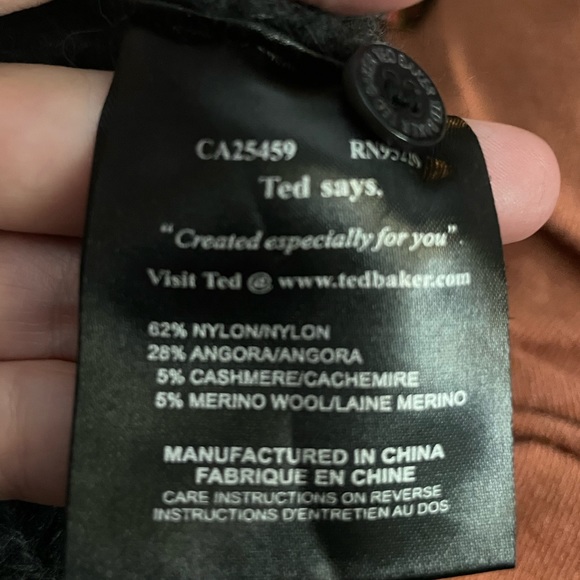 CA25459
Ted says.
"Created especially for you".
Visit Ted @ www.tedbaker.com
62% NYLON/NYLON
28% ANGORA/ANGORA
5% CASHMERE/CACHEMIRE
5% MERINO WOOL/LAINE MERINO
MANUFACTURED IN CHINA
FABRIQUE EN CHINE
CARE INSTRUCTIONS ON REVERSE
INSTRUCTIONS D'ENTRETIEN AU DOS